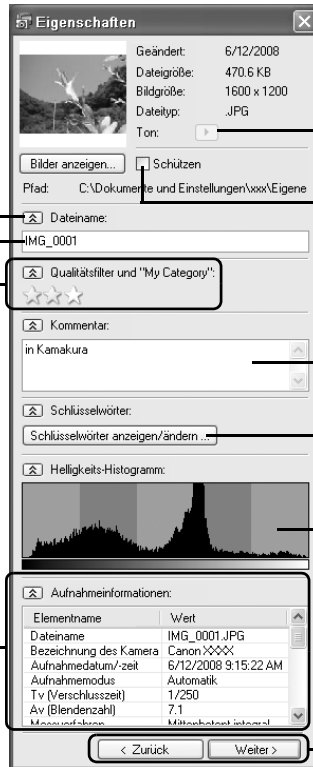 Eigenschaften
Geändert: 6/12/2008
Dateigröße: 470.6 KB
Bildgröße: 1600 x 1200
Dateityp: .JPG
Ton:
Bilder anzeigen... Schützen
Pfad: C:\Dokumente und Einstellungen\xxx\Eigene
Dateiname:
IMG_0001
Qualitätsfilter und "My Category":
Kommentar:
in Kamakura
Schlüsselwörter:
Schlüsselwörter anzeigen/ändern ...
Helligkeits-Histogramm:
Aufnahmeinformationen:
Elementname Wert
Dateiname IMG_0001.JPG
Bezeichnung des Kamera Canon XXXX
Aufnahmedatum/-zeit 6/12/2008 9:15:22 AM
Aufnahmemodus Automatik
Tv (Verschlusszeit) 1/250
Av (Blendenzahl) 7.1
< Zurück Weiter >